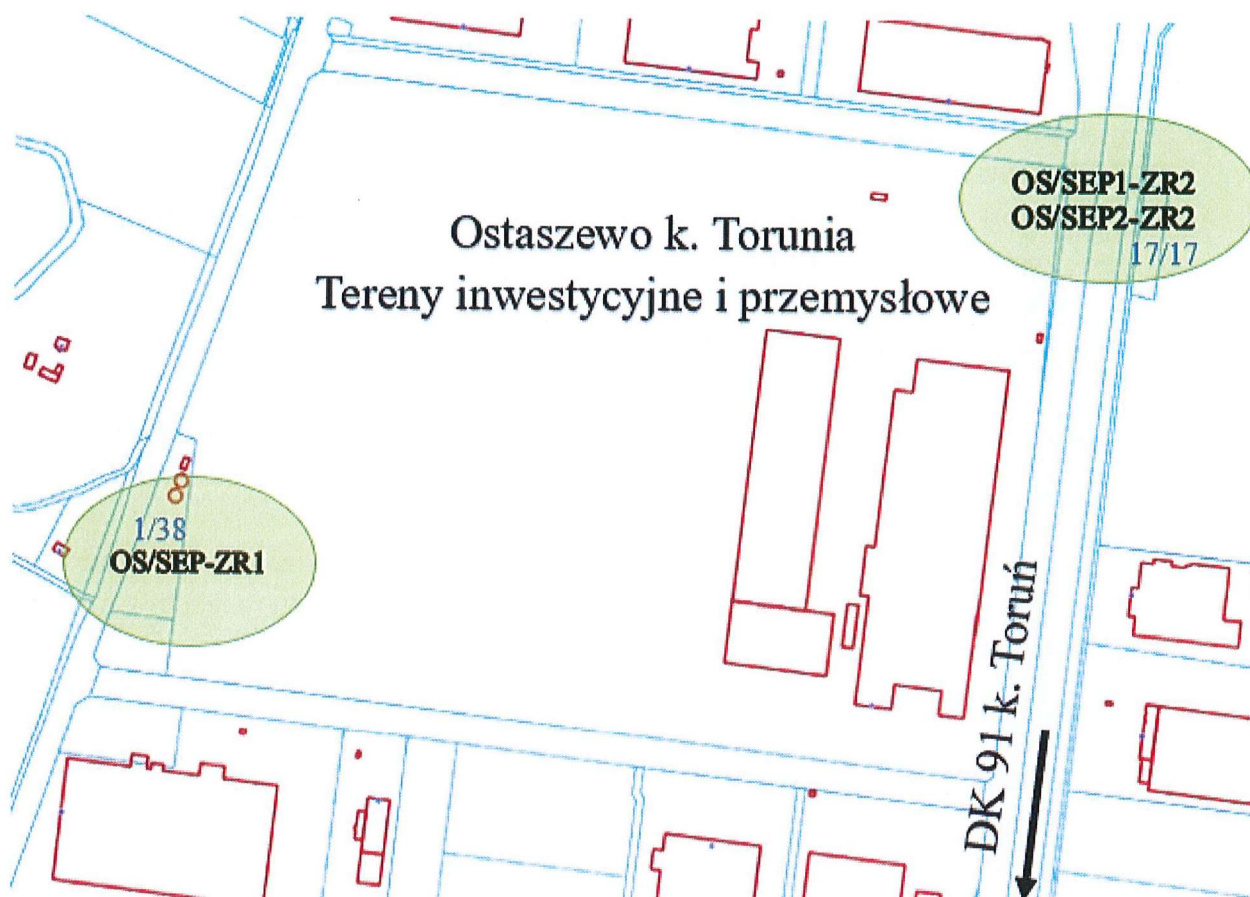 OS/SEP1-ZR2
OS/SEP2-ZR2
17/17
Ostaszewo k. Torunia
Tereny inwestycyjne i przemysłowe
1/38
OS/SEP-ZR1
DK 91 k. Toruń